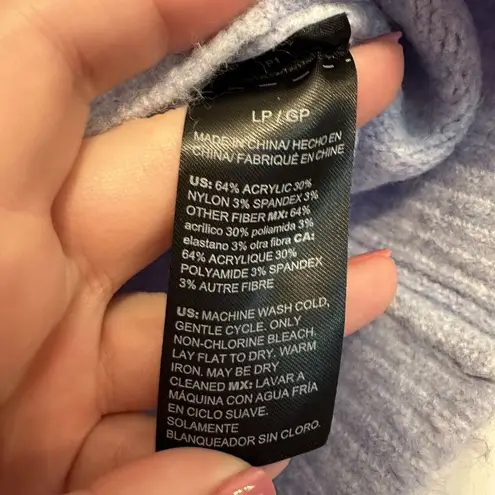 LP / GP
MADE IN CHINA/ HECHO EN
CHINA/ FABRIQUÉ EN CHINE
US: 64% ACRYLIC 30%
NYLON 3% SPANDEX 3%
OTHER FIBER MX: 64%
acrílico 30% poliamida 3%
elastano 3% otra fibra CA:
64% ACRYLIQUE 30%
POLYAMIDE 3% SPANDEX
3% AUTRE FIBRE
US: MACHINE WASH COLD,
GENTLE CYCLE. ONLY
NON-CHLORINE BLEACH,
LAY FLAT TO DRY. WARM
IRON. MAY BE DRY
CLEANED MX: LAVAR A
MÁQUINA CON AGUA FRÍA
EN CICLO SUAVE.
SOLAMENTE
BLANQUEADOR SIN CLORO.